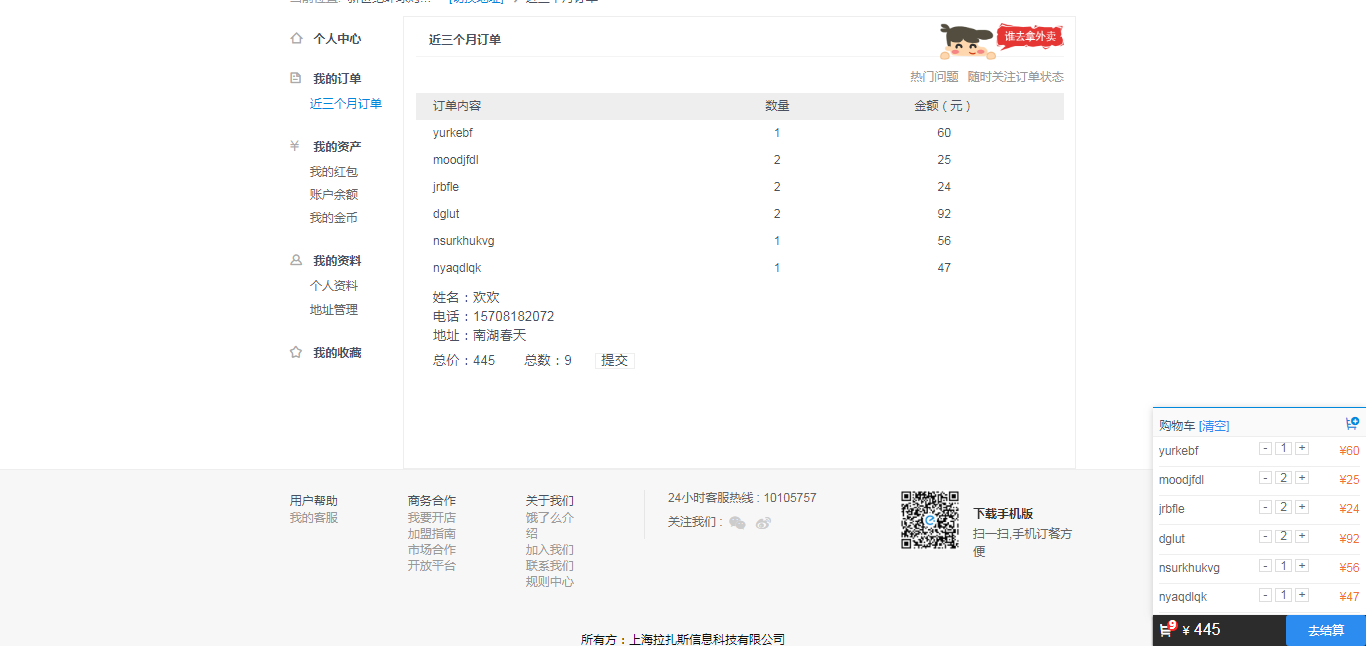 近三个月订单
谁去拿外卖
热门问题 随时关注订单状态
个人中心
我的订单
近三个月订单
¥ 我的资产
我的红包
账户余额
我的金币
我的资料
个人资料
地址管理
我的收藏
订单内容 数量 金额 ( 元 )
yurkebf 1 60
moodjfdl 2 25
jrbfle 2 24
dglut 2 92
nsurkhukvg 1 56
nyaqdlqk 1 47
姓名：欢欢
电话：15708182072
地址：南湖春天
总价：445 总数：9 提交
购物车 [清空]
yurkebf - 1 + ¥60
moodjfdl - 2 + ¥25
jrbfle - 2 + ¥24
dglut - 2 + ¥92
nsurkhukvg - 1 + ¥56
nyaqdlqk - 1 + ¥47
9 ¥ 445 去结算
用户帮助
我的客服
商务合作
我要开店
加盟指南
市场合作
开放平台
关于我们
饿了么介
绍
加入我们
联系我们
规则中心
24小时客服热线 : 10105757
关注我们 :
下载手机版
扫一扫,手机订餐方
便
所有方：上海拉扎斯信息科技有限公司